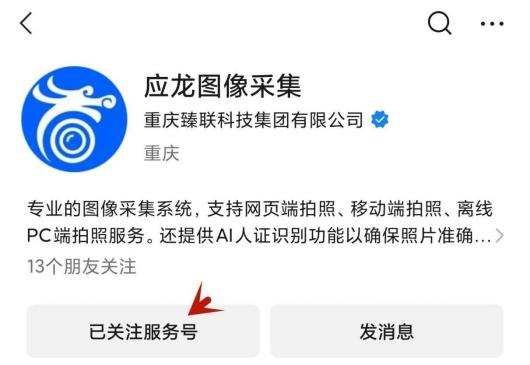 应龙图像采集
重庆臻联科技集团有限公司
重庆
专业的图像采集系统，支持网页端拍照、移动端拍照、离线
PC端拍照服务。还提供AI人证识别功能以确保照片准确...
13个朋友关注
已关注服务号
发消息